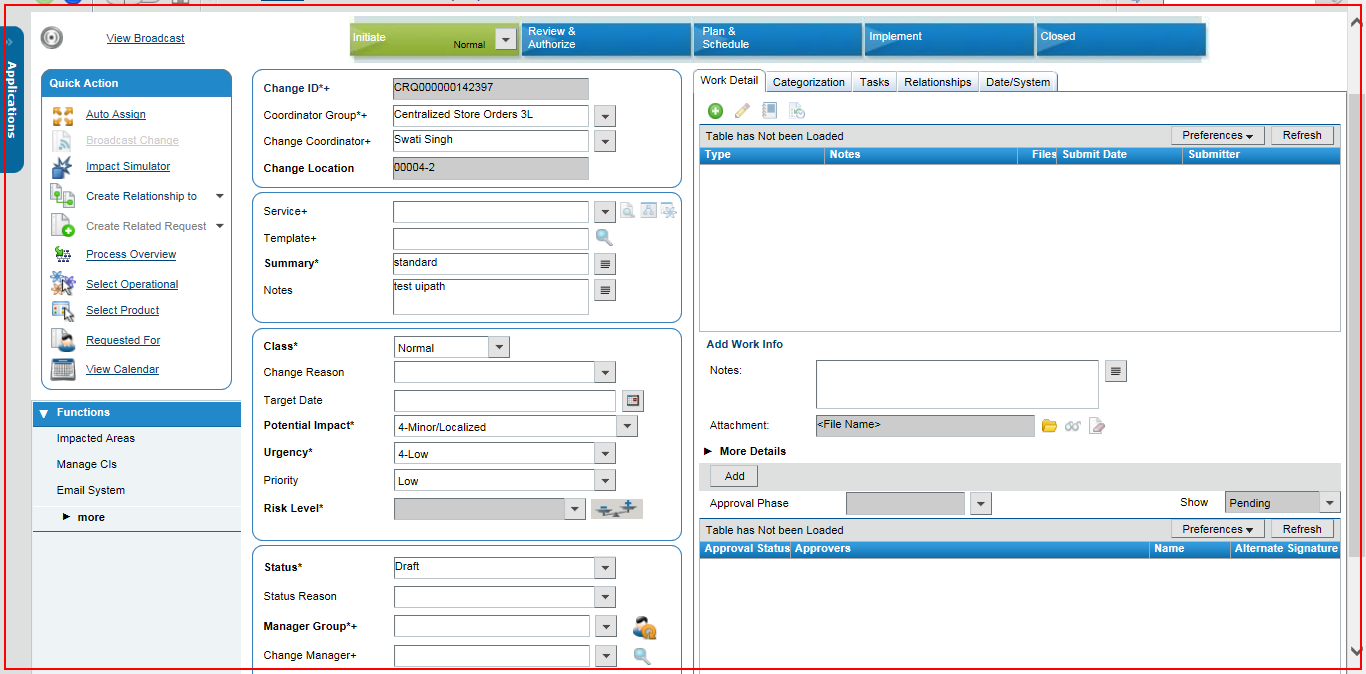 Applications
View Broadcast
Initiate
Normal
Review &
Authorize
Plan &
Schedule
Implement
Closed
Quick Action
Auto Assign
Broadcast Change
Impact Simulator
Create Relationship to
Create Related Request
Process Overview
Select Operational
Select Product
Requested For
View Calendar
Functions
Impacted Areas
Manage CIs
Email System
more
Change ID*+ CRQ000000142397
Coordinator Group*+ Centralized Store Orders 3L
Change Coordinator+ Swati Singh
Change Location 00004-2
Service+
Template+
Summary* standard
Notes test uipath
Class* Normal
Change Reason
Target Date
Potential Impact* 4-Minor/Localized
Urgency* 4-Low
Priority Low
Risk Level*
Status* Draft
Status Reason
Manager Group*+
Change Manager+
Work Detail Categorization Tasks Relationships Date/System
Table has Not been Loaded Preferences Refresh
Type Notes Files Submit Date Submitter
Add Work Info
Notes:
Attachment: <File Name>
More Details
Add
Approval Phase Show Pending
Table has Not been Loaded Preferences Refresh
Approval Status Approvers Name Alternate Signature